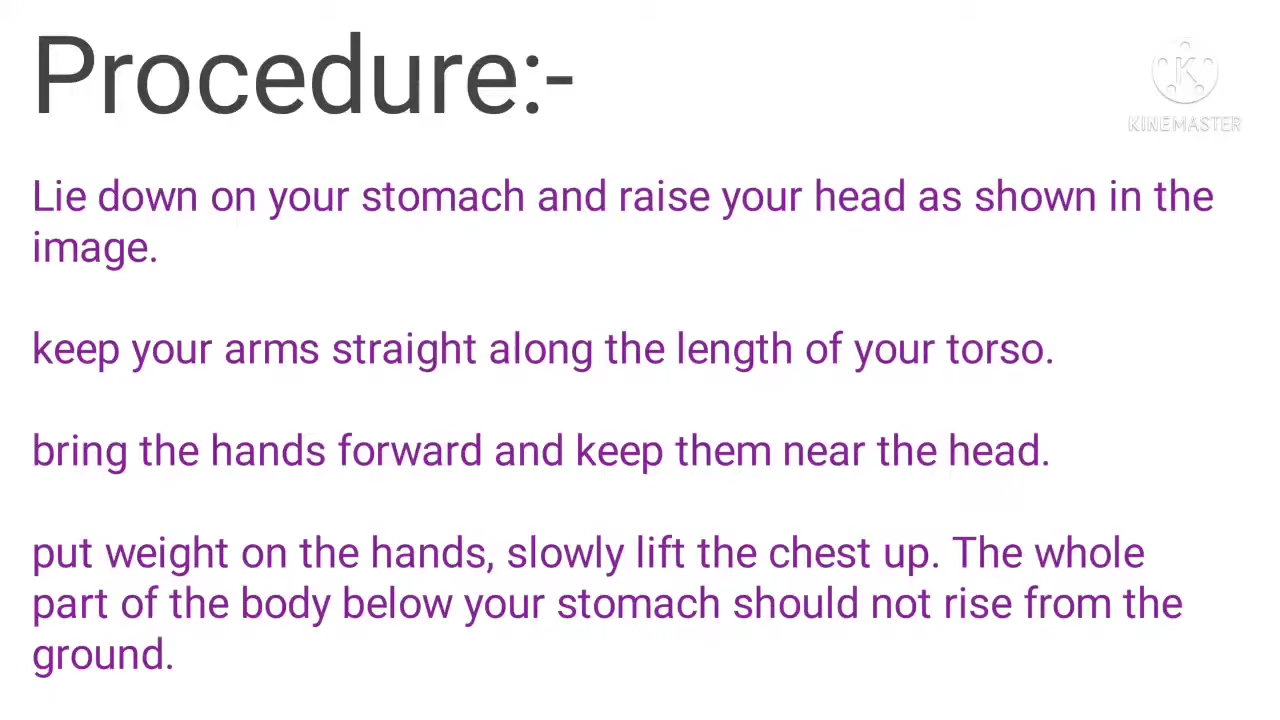 Procedure:-
KINEMASTER
Lie down on your stomach and raise your head as shown in the
image.
keep your arms straight along the length of your torso.
bring the hands forward and keep them near the head.
put weight on the hands, slowly lift the chest up. The whole
part of the body below your stomach should not rise from the
ground.